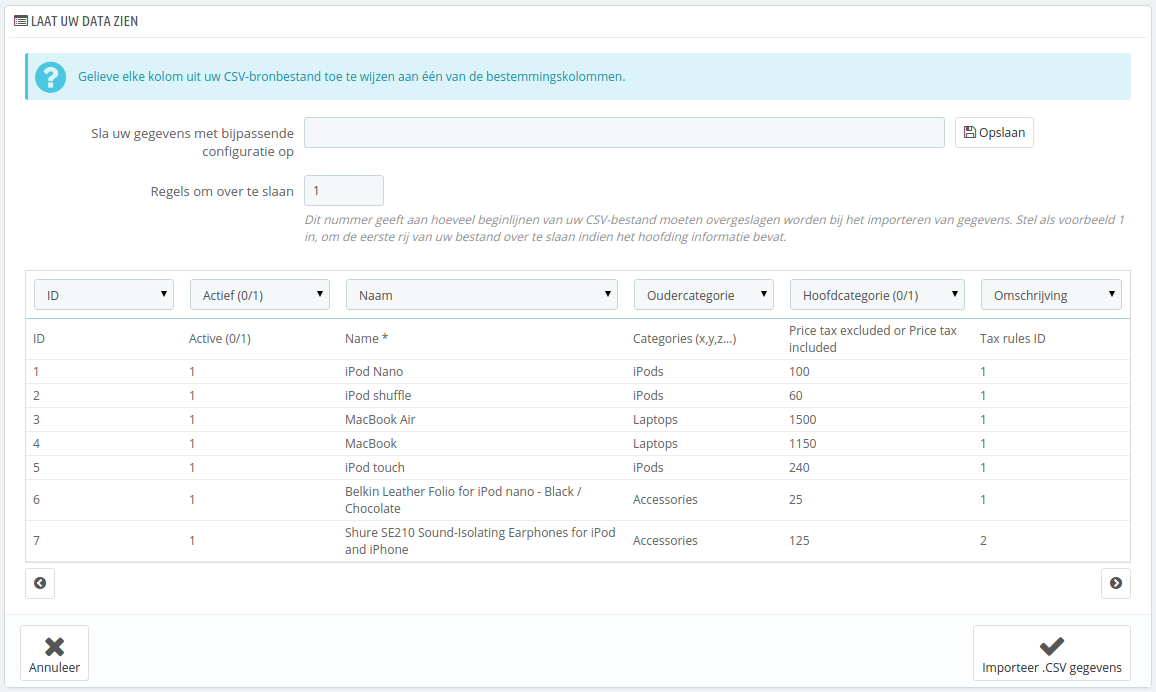 LAAT UW DATA ZIEN
Gelieve elke kolom uit uw CSV-bronbestand toe te wijzen aan één van de bestemmingskolommen.
Sla uw gegevens met bijpassende
configuratie op
Opslaan
Regels om over te slaan
1
Dit nummer geeft aan hoeveel beginlijnen van uw CSV-bestand moeten overgeslagen worden bij het importeren van gegevens. Stel als voorbeeld 1
in, om de eerste rij van uw bestand over te slaan indien het hoofding informatie bevat.
ID Actief (0/1) Naam Oudercategorie Hoofdcategorie (0/1) Omschrijving
ID Active (0/1) Name * Categories (x,y,z...) Price tax excluded or Price tax Tax rules ID
included
1 1 iPod Nano iPods 100 1
2 1 iPod shuffle iPods 60 1
3 1 MacBook Air Laptops 1500 1
4 1 MacBook Laptops 1150 1
5 1 iPod touch iPods 240 1
6 1 Belkin Leather Folio for iPod nano - Black / Accessories 25 1
Chocolate
7 1 Shure SE210 Sound-Isolating Earphones for iPod Accessories 125 2
and iPhone
Annuleer
Importeer .CSV gegevens